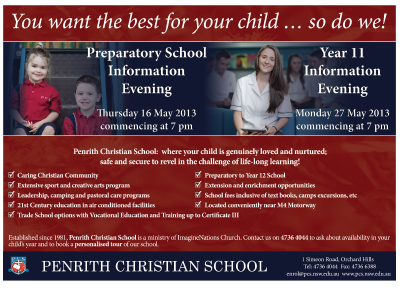 You want the best for your child ... so do we!
Preparatory School
Information
Evening
Thursday 16 May 2013
commencing at 7 pm
Year 11
Information
Evening
Monday 27 May 2013
commencing at 7 pm
Penrith Christian School: where your child is genuinely loved and nurtured;
safe and secure to revel in the challenge of life-long learning!
Caring Christian Community
Extensive sport and creative arts program
Leadership, camping and pastoral care programs
21st Century education in air conditioned facilities
Trade School options with Vocational Education and Training up to Certificate III
Preparatory to Year 12 School
Extension and enrichment opportunities
School fees inclusive of text books, camps excursions, etc
Located conveniently near M4 Motorway
Established since 1981, Penrith Christian School is a ministry of ImagineNations Church. Contact us on 4736 4044 to ask about availability in your
child's year and to book a personalised tour of our school.
PENRITH CHRISTIAN SCHOOL
1 Simeon Road, Orchard Hills
Tel: 4736 4044 Fax: 4736 6388
enrol@pcs.nsw.edu.au www.pcs.nsw.edu.au